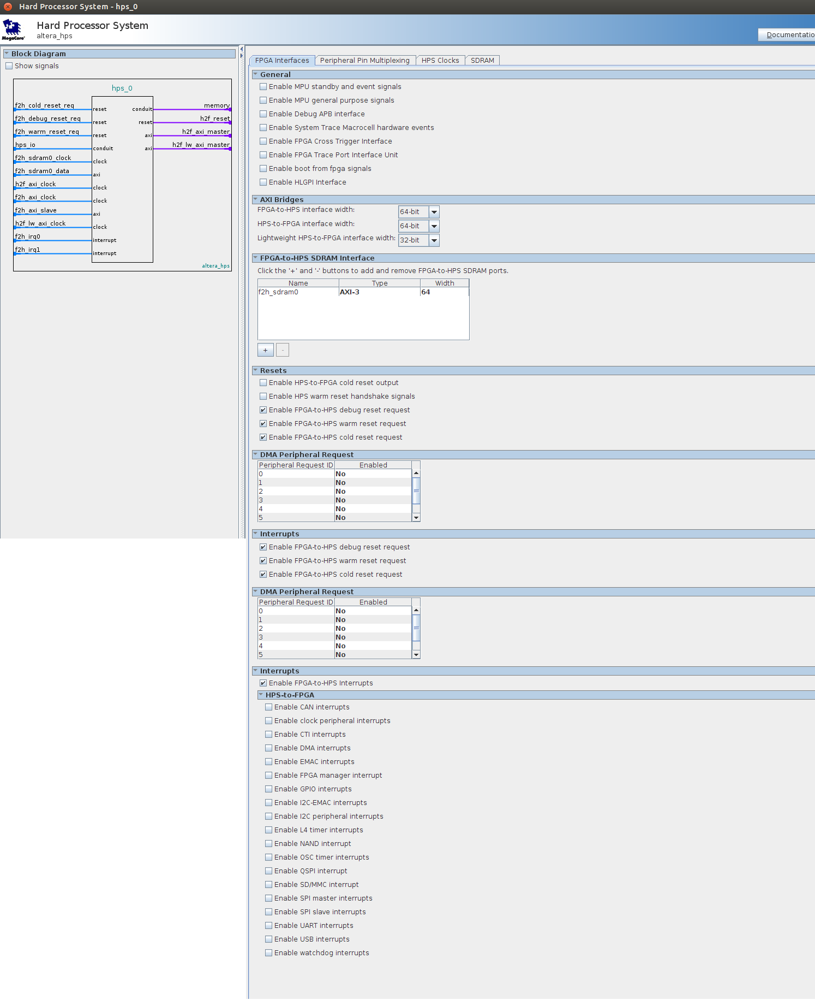 Hard Processor System - hps_0
MegaCore®
Hard Processor System
altera_hps
Documentatio
Block Diagram
Show signals
hps_0
f2h_cold_reset_req reset conduit memory
f2h_debug_reset_req reset reset h2f_reset
f2h_warm_reset_req reset axi h2f_axi_master
hps_io conduit axi h2f_lw_axi_master
f2h_sdram0_clock clock
f2h_sdram0_data axi
h2f_axi_clock clock
f2h_axi_clock clock
f2h_axi_slave axi
h2f_lw_axi_clock clock
f2h_irq0 interrupt
f2h_irq1 interrupt
altera_hps
FPGA Interfaces Peripheral Pin Multiplexing HPS Clocks SDRAM
General
Enable MPU standby and event signals
Enable MPU general purpose signals
Enable Debug APB interface
Enable System Trace Macrocell hardware events
Enable FPGA Cross Trigger Interface
Enable FPGA Trace Port Interface Unit
Enable boot from fpga signals
Enable HLGPI Interface
AXI Bridges
FPGA-to-HPS interface width: 64-bit
HPS-to-FPGA interface width: 64-bit
Lightweight HPS-to-FPGA interface width: 32-bit
FPGA-to-HPS SDRAM Interface
Click the '+' and '-' buttons to add and remove FPGA-to-HPS SDRAM ports.
Name Type Width
f2h_sdram0 AXI-3 64
+ -
Resets
Enable HPS-to-FPGA cold reset output
Enable HPS warm reset handshake signals
Enable FPGA-to-HPS debug reset request
Enable FPGA-to-HPS warm reset request
Enable FPGA-to-HPS cold reset request
DMA Peripheral Request
Peripheral Request ID Enabled
0 No
1 No
2 No
3 No
4 No
5 No
Interrupts
Enable FPGA-to-HPS debug reset request
Enable FPGA-to-HPS warm reset request
Enable FPGA-to-HPS cold reset request
DMA Peripheral Request
Peripheral Request ID Enabled
0 No
1 No
2 No
3 No
4 No
5 No
Interrupts
Enable FPGA-to-HPS Interrupts
HPS-to-FPGA
Enable CAN interrupts
Enable clock peripheral interrupts
Enable CTI interrupts
Enable DMA interrupts
Enable EMAC interrupts
Enable FPGA manager interrupt
Enable GPIO interrupts
Enable I2C-EMAC interrupts
Enable I2C peripheral interrupts
Enable L4 timer interrupts
Enable NAND interrupt
Enable OSC timer interrupts
Enable QSPI interrupt
Enable SD/MMC interrupt
Enable SPI master interrupts
Enable SPI slave interrupts
Enable UART interrupts
Enable USB interrupts
Enable watchdog interrupts